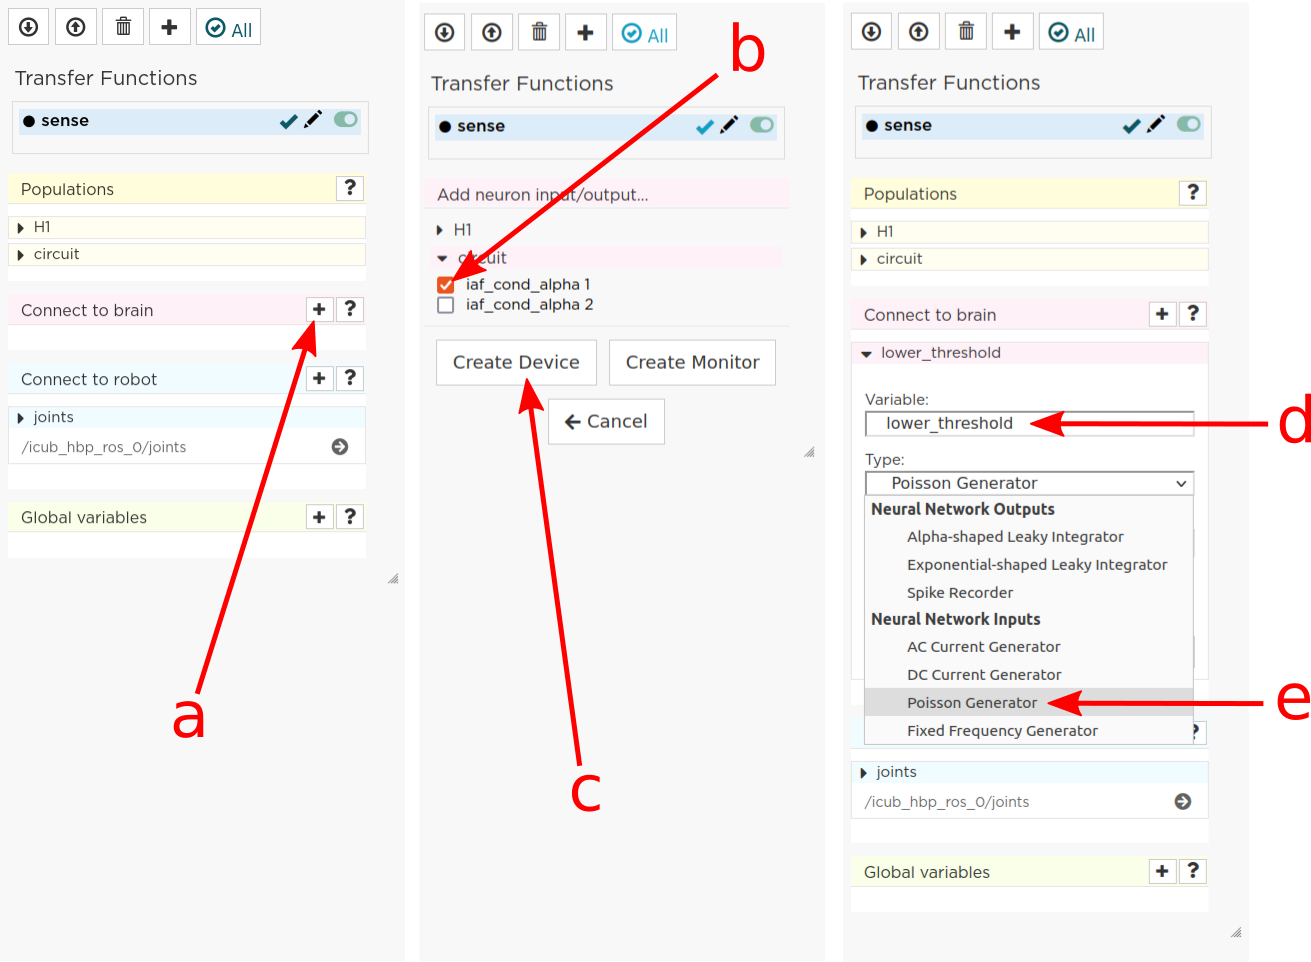 All
Transfer Functions
sense
Populations
?
H1
circuit
Connect to brain
+ ?
Connect to robot
+ ?
joints
/icub_hbp_ros_0/joints
Global variables
+ ?
a
All
Transfer Functions
sense
Add neuron input/output...
H1
circuit
iaf_cond_alpha 1
iaf_cond_alpha 2
Create Device
Create Monitor
Cancel
b
c
All
Transfer Functions
sense
Populations
?
H1
circuit
Connect to brain
+ ?
lower_threshold
Variable:
lower_threshold
Type:
Poisson Generator
Neural Network Outputs
Alpha-shaped Leaky Integrator
Exponential-shaped Leaky Integrator
Spike Recorder
Neural Network Inputs
AC Current Generator
DC Current Generator
Poisson Generator
Fixed Frequency Generator
?
joints
/icub_hbp_ros_0/joints
Global variables
+ ?
d
e